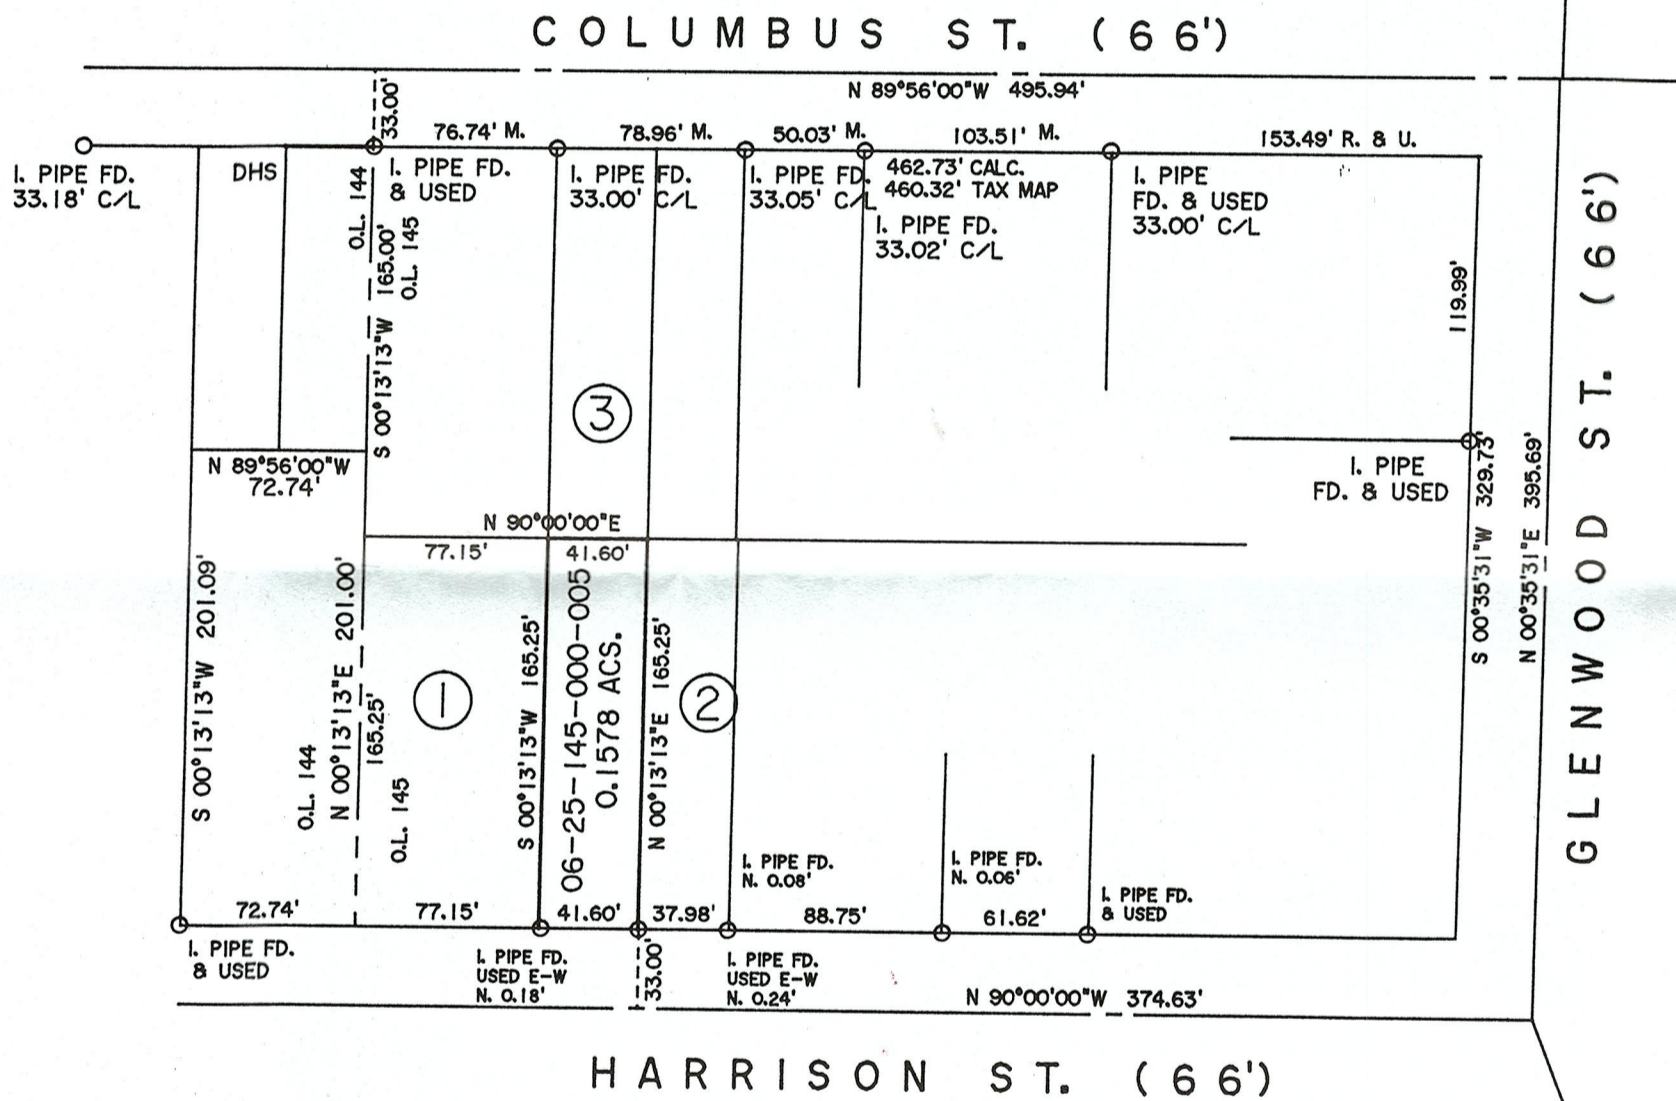 COLUMBUS ST. (66')
N 89°56'00"W 495.94'
33.00'
76.74' M.
78.96' M.
50.03' M.
103.51' M.
153.49' R. & U.
I. PIPE FD.
33.18' C/L
DHS
O.L. 144
I. PIPE FD.
& USED
S 00°13'13"W 165.00'
O.L. 145
I. PIPE FD.
33.00' C/L
I. PIPE FD.
33.05' C/L
462.73' CALC.
460.32' TAX MAP
I. PIPE FD.
33.02' C/L
I. PIPE
FD. & USED
33.00' C/L
119.99'
GLENWOOD ST. (66')
3
N 89°56'00"W
72.74'
I. PIPE
FD. & USED
S 00°35'31"W 329.73'
N 00°35'31"E 395.69'
N 90°00'00"E
77.15'
41.60'
S 00°13'13"W 201.09'
O.L. 144
N 00°13'13"E 201.00'
165.25'
O.L. 145
1
S 00°13'13"W 165.25'
06-25-145-000-005
0.1578 ACS.
N 00°13'13"E 165.25'
2
I. PIPE FD.
N. 0.08'
I. PIPE FD.
N. 0.06'
I. PIPE FD.
& USED
72.74'
77.15'
41.60'
37.98'
88.75'
61.62'
I. PIPE FD.
& USED
I. PIPE FD.
USED E-W
N. 0.18'
33.00'
I. PIPE FD.
USED E-W
N. 0.24'
N 90°00'00"W 374.63'
HARRISON ST. (66')